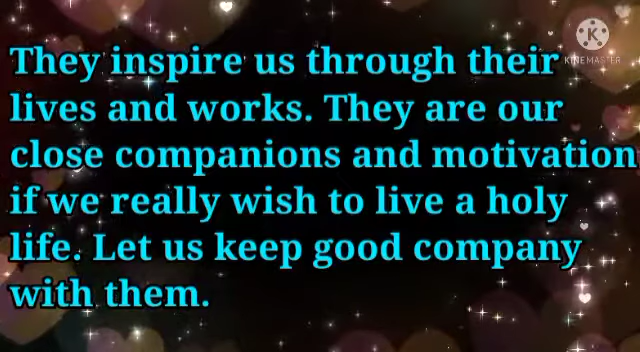 They inspire us through their
lives and works. They are our
close companions and motivation
if we really wish to live a holy
life. Let us keep good company
with them.
KINEMASTER